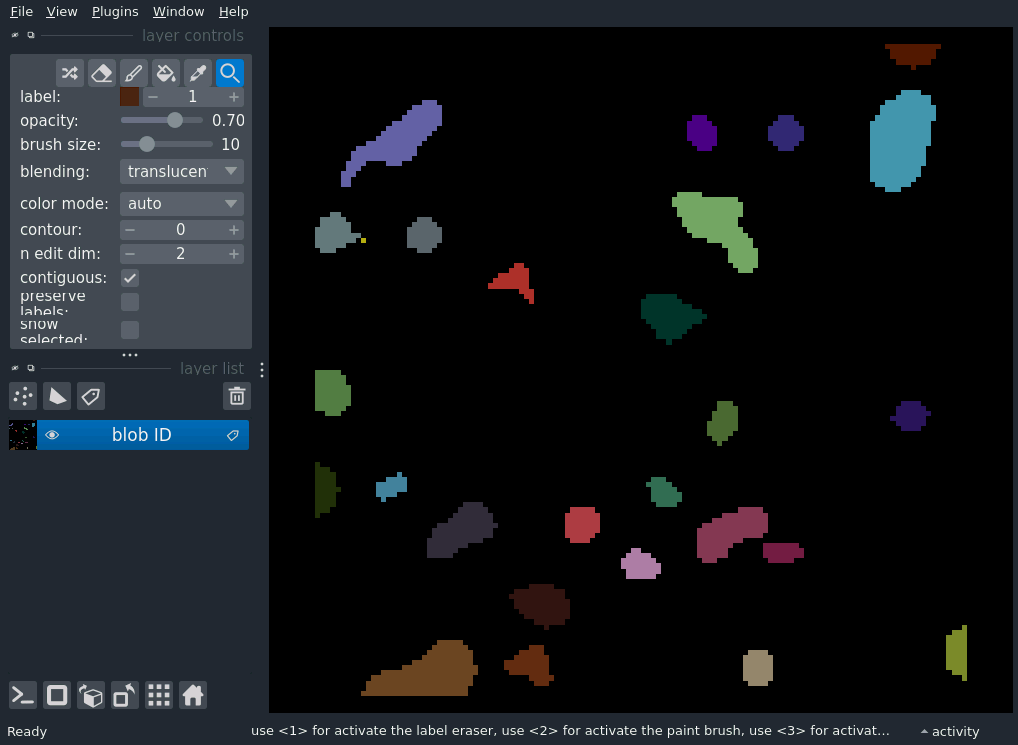 File View Plugins Window Help
layer controls
label: 1
opacity: 0.70
brush size: 10
blending: translucen
color mode: auto
contour: 0
n edit dim: 2
contiguous:
preserve
labels:
show
selected:
layer list
blob ID
Ready use <1> for activate the label eraser, use <2> for activate the paint brush, use <3> for activat... activity